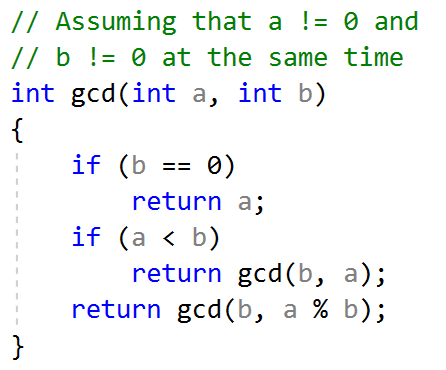 // Assuming that a != 0 and
// b != 0 at the same time
int gcd(int a, int b)
{
    if (b == 0)
        return a;
    if (a < b)
        return gcd(b, a);
    return gcd(b, a % b);
}